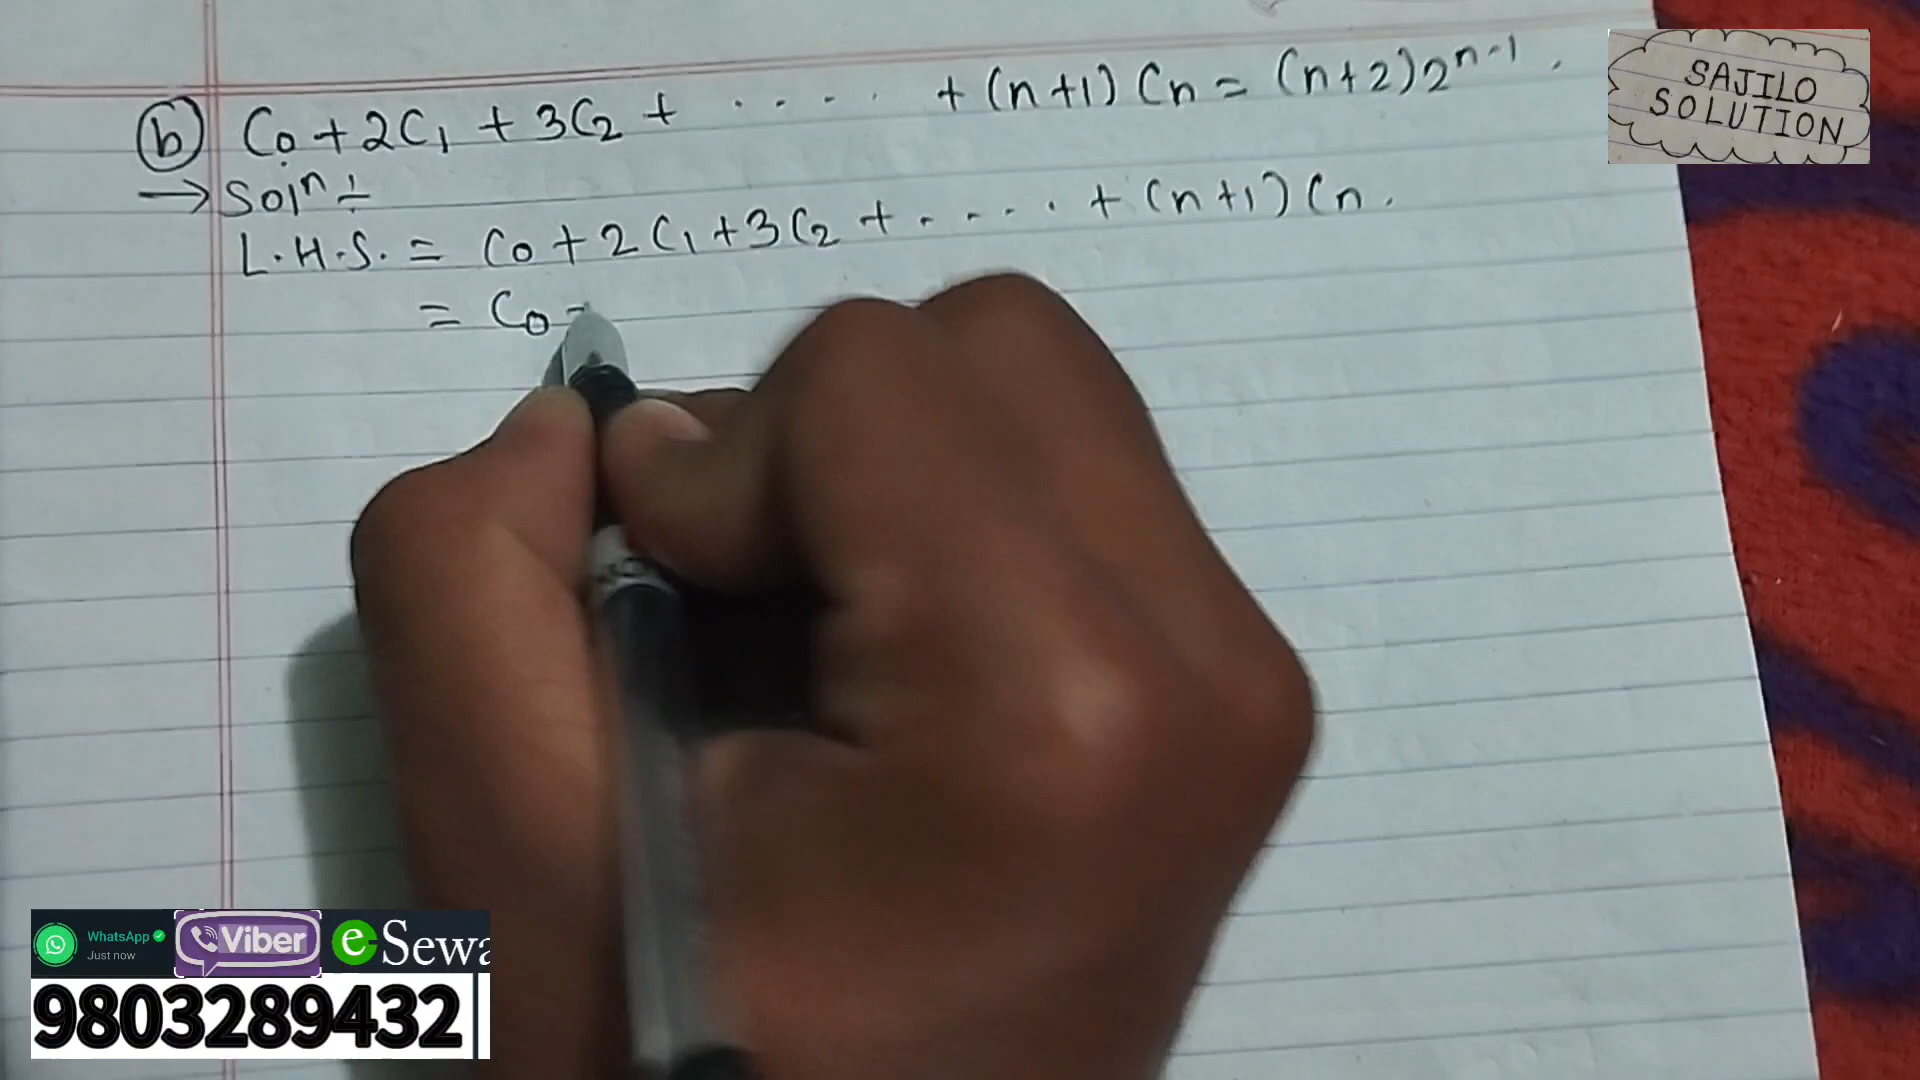 (b) C₀ + 2C₁ + 3C₂ + ..... + (n+1) Cn = (n+2)2ⁿ⁻¹.
→ Solⁿ ÷
L.H.S. = C₀ + 2C₁ + 3C₂ + ..... + (n+1) Cn.
= C₀
SAJILO
SOLUTION
WhatsApp
Just now
Viber
e-Sewa
9803289432